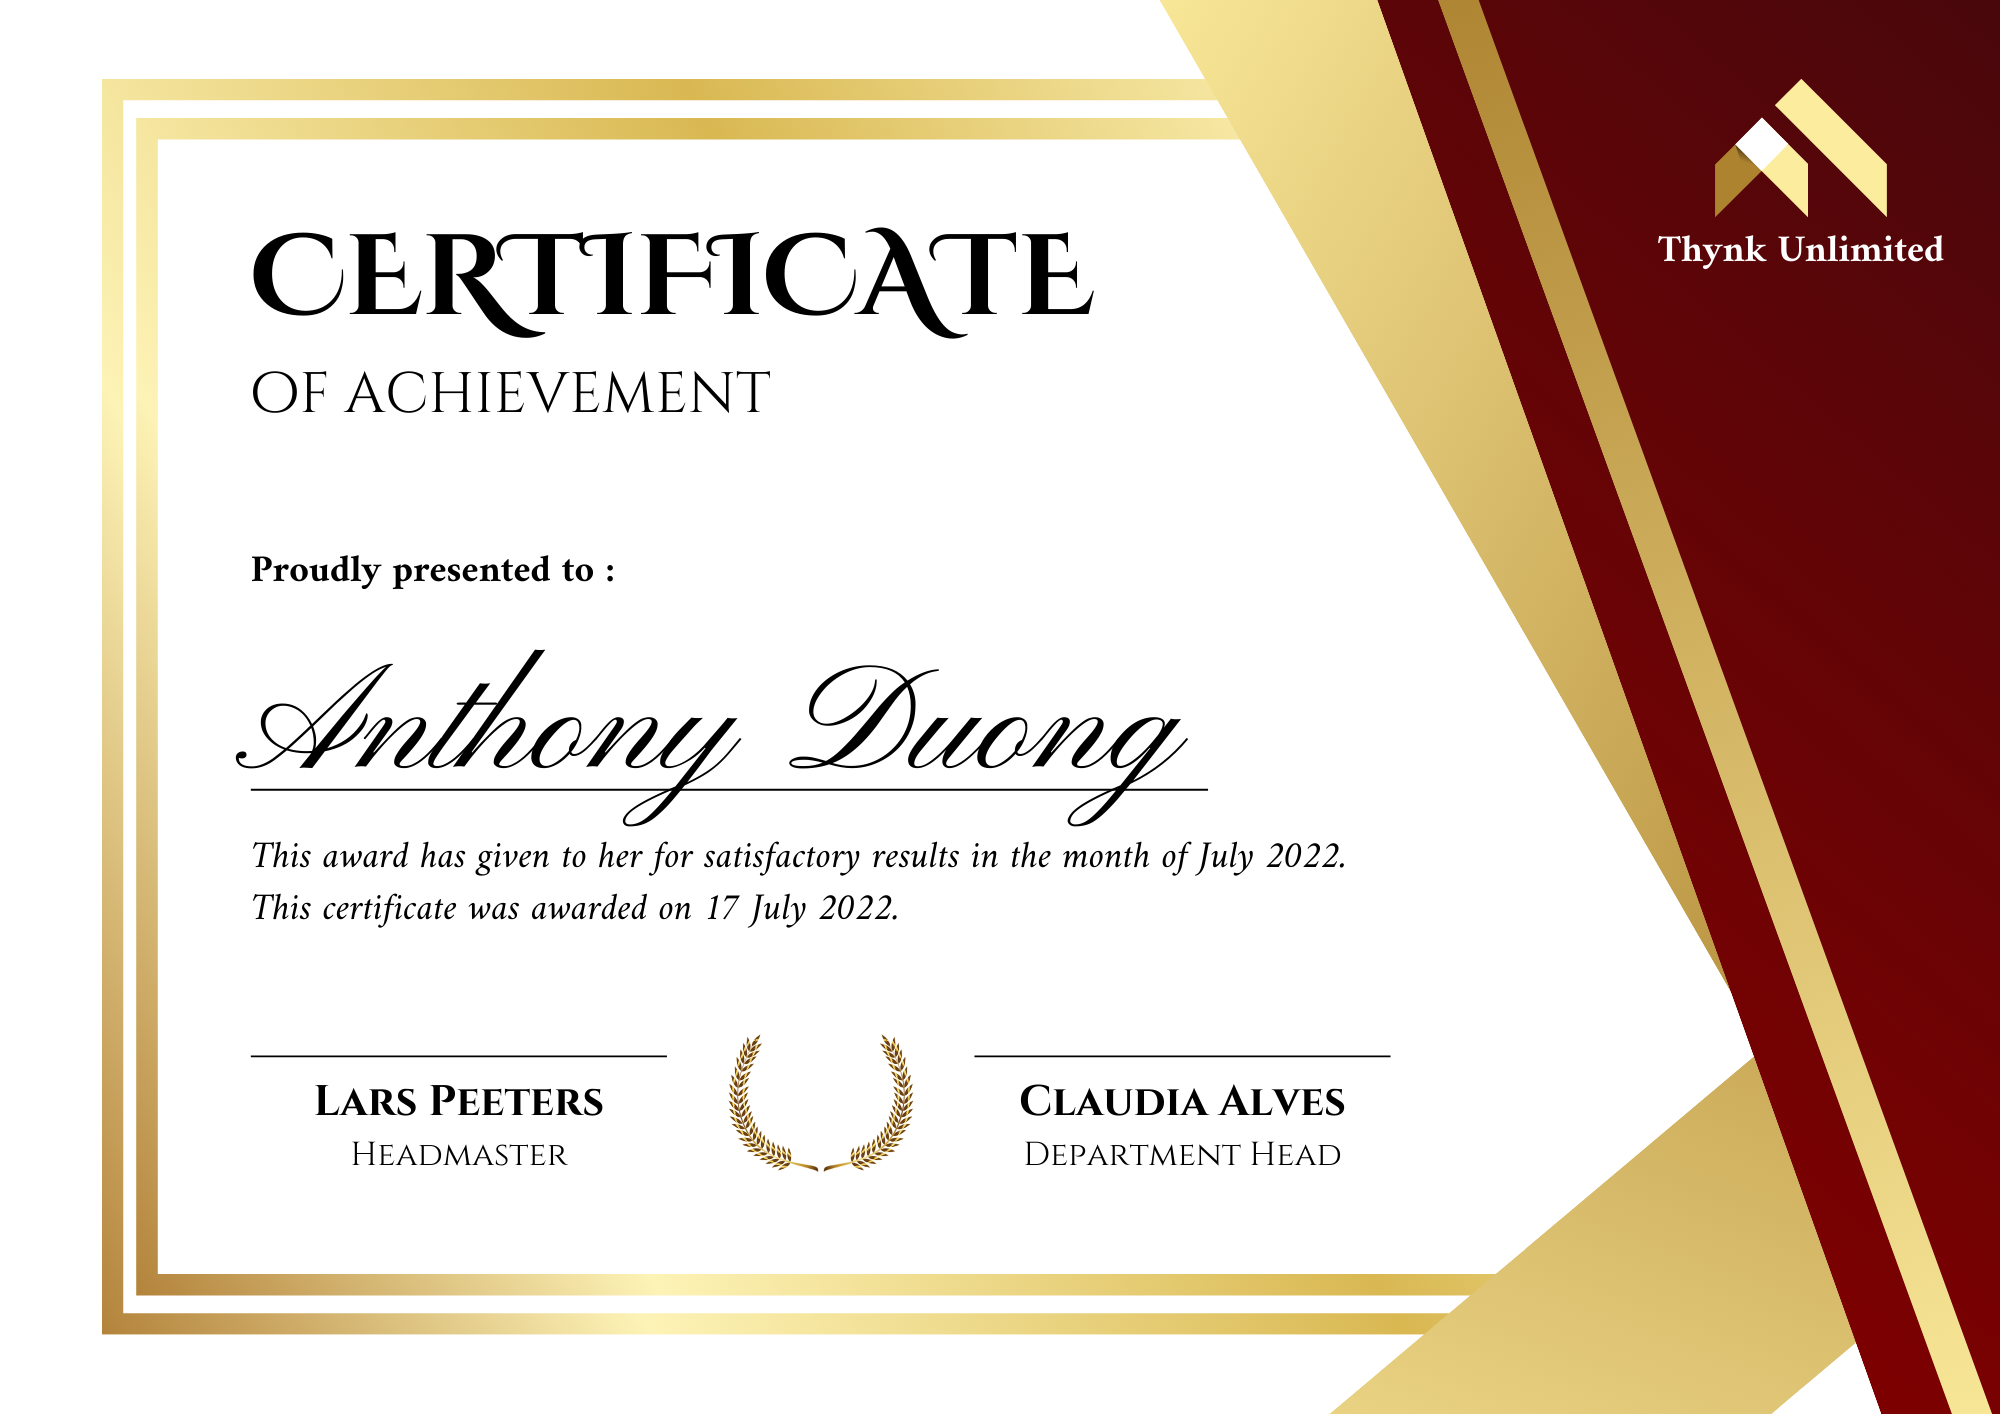 CERTIFICATE
OF ACHIEVEMENT
Thynk Unlimited
Proudly presented to :
Anthony Duong
This award has given to her for satisfactory results in the month of July 2022.
This certificate was awarded on 17 July 2022.
Lars Peeters
Headmaster
Claudia Alves
Department Head